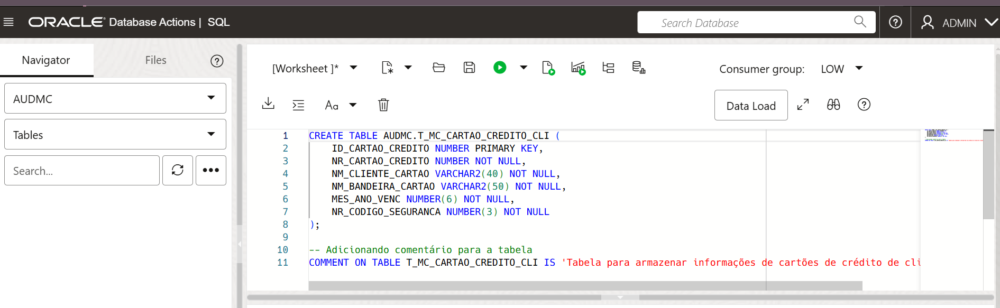 ORACLE Database Actions | SQL
Search Database
ADMIN
Navigator
Files
AUDMC
Tables
Search...
[Worksheet ]*
Consumer group: LOW
Aa
Data Load
1 CREATE TABLE AUDMC.T_MC_CARTAO_CREDITO_CLI (
2 ID_CARTAO_CREDITO NUMBER PRIMARY KEY,
3 NR_CARTAO_CREDITO NUMBER NOT NULL,
4 NM_CLIENTE_CARTAO VARCHAR2(40) NOT NULL,
5 NM_BANDEIRA_CARTAO VARCHAR2(50) NOT NULL,
6 MES_ANO_VENC NUMBER(6) NOT NULL,
7 NR_CODIGO_SEGURANCA NUMBER(3) NOT NULL
8 );
9
10 -- Adicionando comentário para a tabela
11 COMMENT ON TABLE T_MC_CARTAO_CREDITO_CLI IS 'Tabela para armazenar informações de cartões de crédito de cli